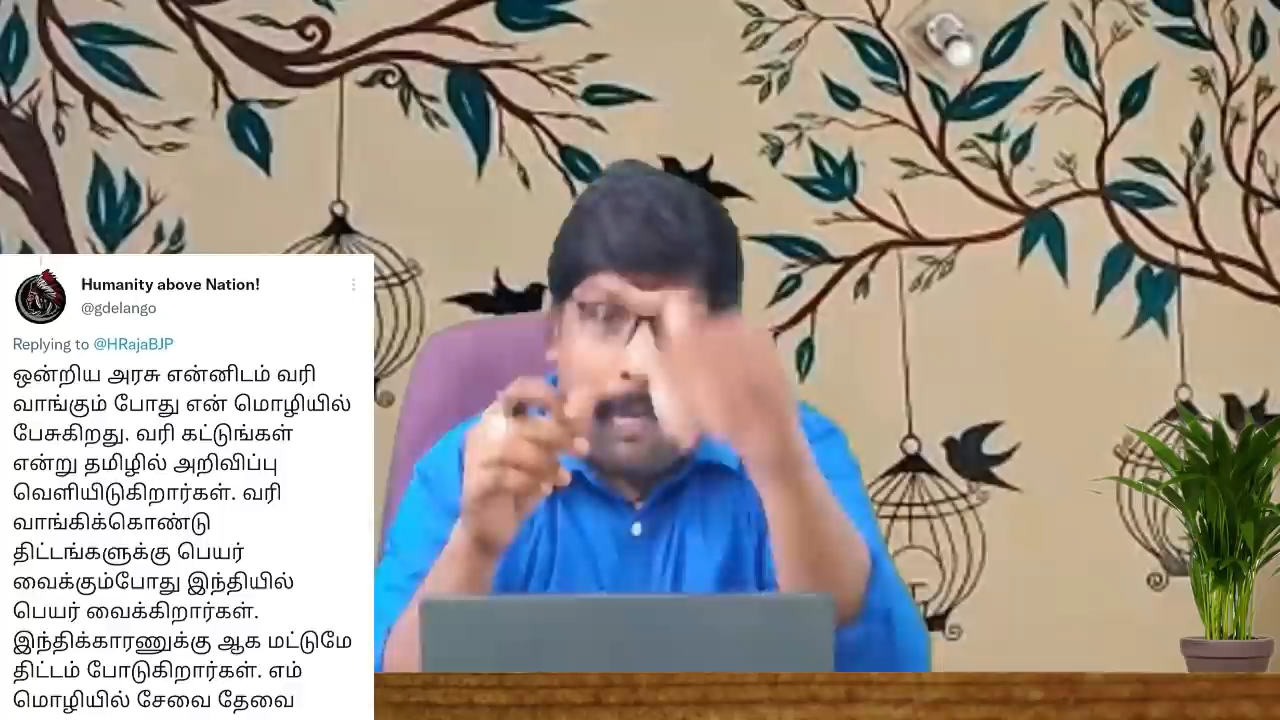 Humanity above Nation!
@gdelango
Replying to @HRajaBJP
ஒன்றிய அரசு என்னிடம் வரி
வாங்கும் போது என் மொழியில்
பேசுகிறது. வரி கட்டுங்கள்
என்று தமிழில் அறிவிப்பு
வெளியிடுகிறார்கள். வரி
வாங்கிக்கொண்டு
திட்டங்களுக்கு பெயர்
வைக்கும்போது இந்தியில்
பெயர் வைக்கிறார்கள்.
இந்திக்காரணுக்கு ஆக மட்டுமே
திட்டம் போடுகிறார்கள். எம்
மொழியில் சேவை தேவை